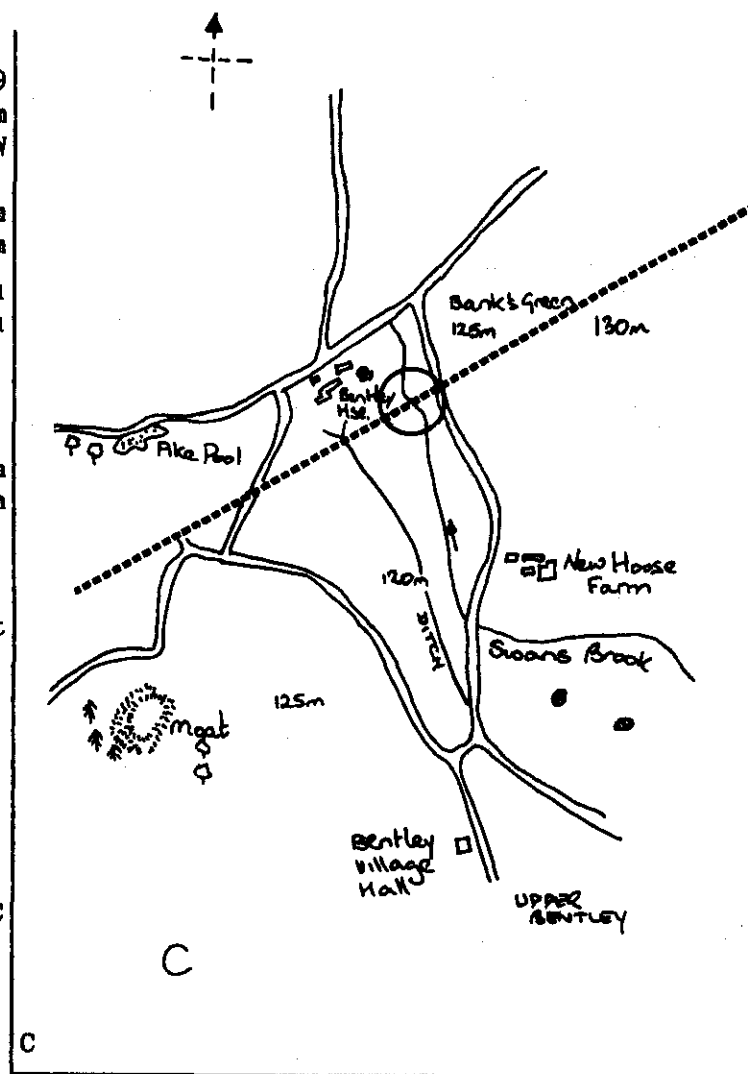 Bank's Green
125m
130m
Bentley
Hse.
Pike Pool
120m
DITCH
New House
Farm
Swans Brook
125m
Moat
Bentley
Village
Hall
UPPER
BENTLEY
C
C